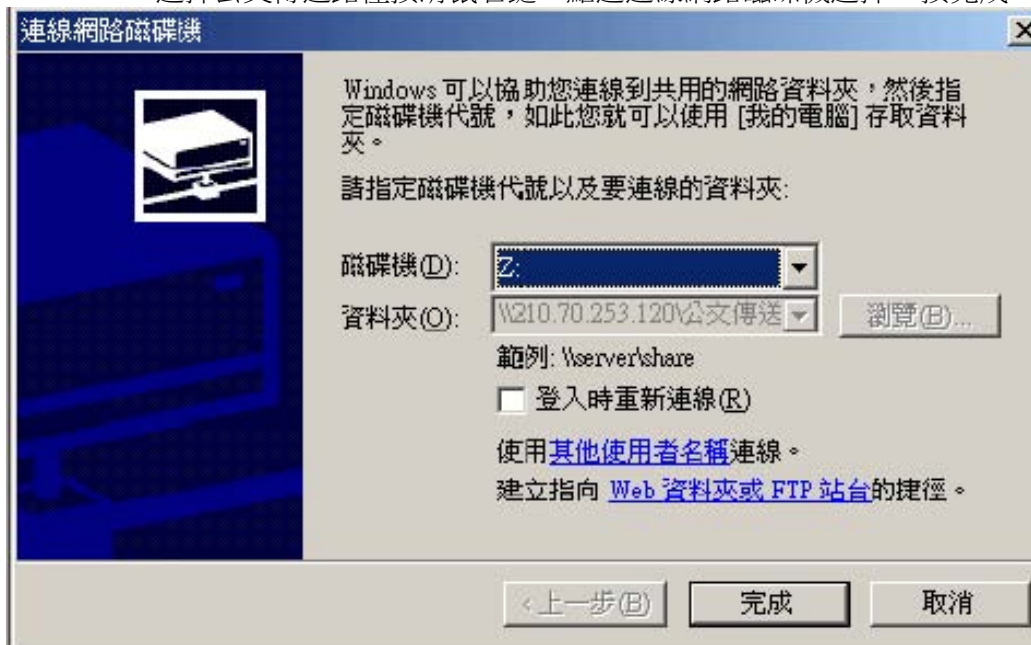 連線網路磁碟機
Windows 可以協助您連線到共用的網路資料夾，然後指
定磁碟機代號，如此您就可以使用 [我的電腦] 存取資料
夾。
請指定磁碟機代號以及要連線的資料夾:
磁碟機(D): Z:
資料夾(O): \\210.70.253.120\公文傳送 瀏覽(B)...
範例: \\server\share
登入時重新連線(R)
使用其他使用者名稱連線。
建立指向 Web 資料夾或 FTP 站台的捷徑。
<上一步(B) 完成 取消